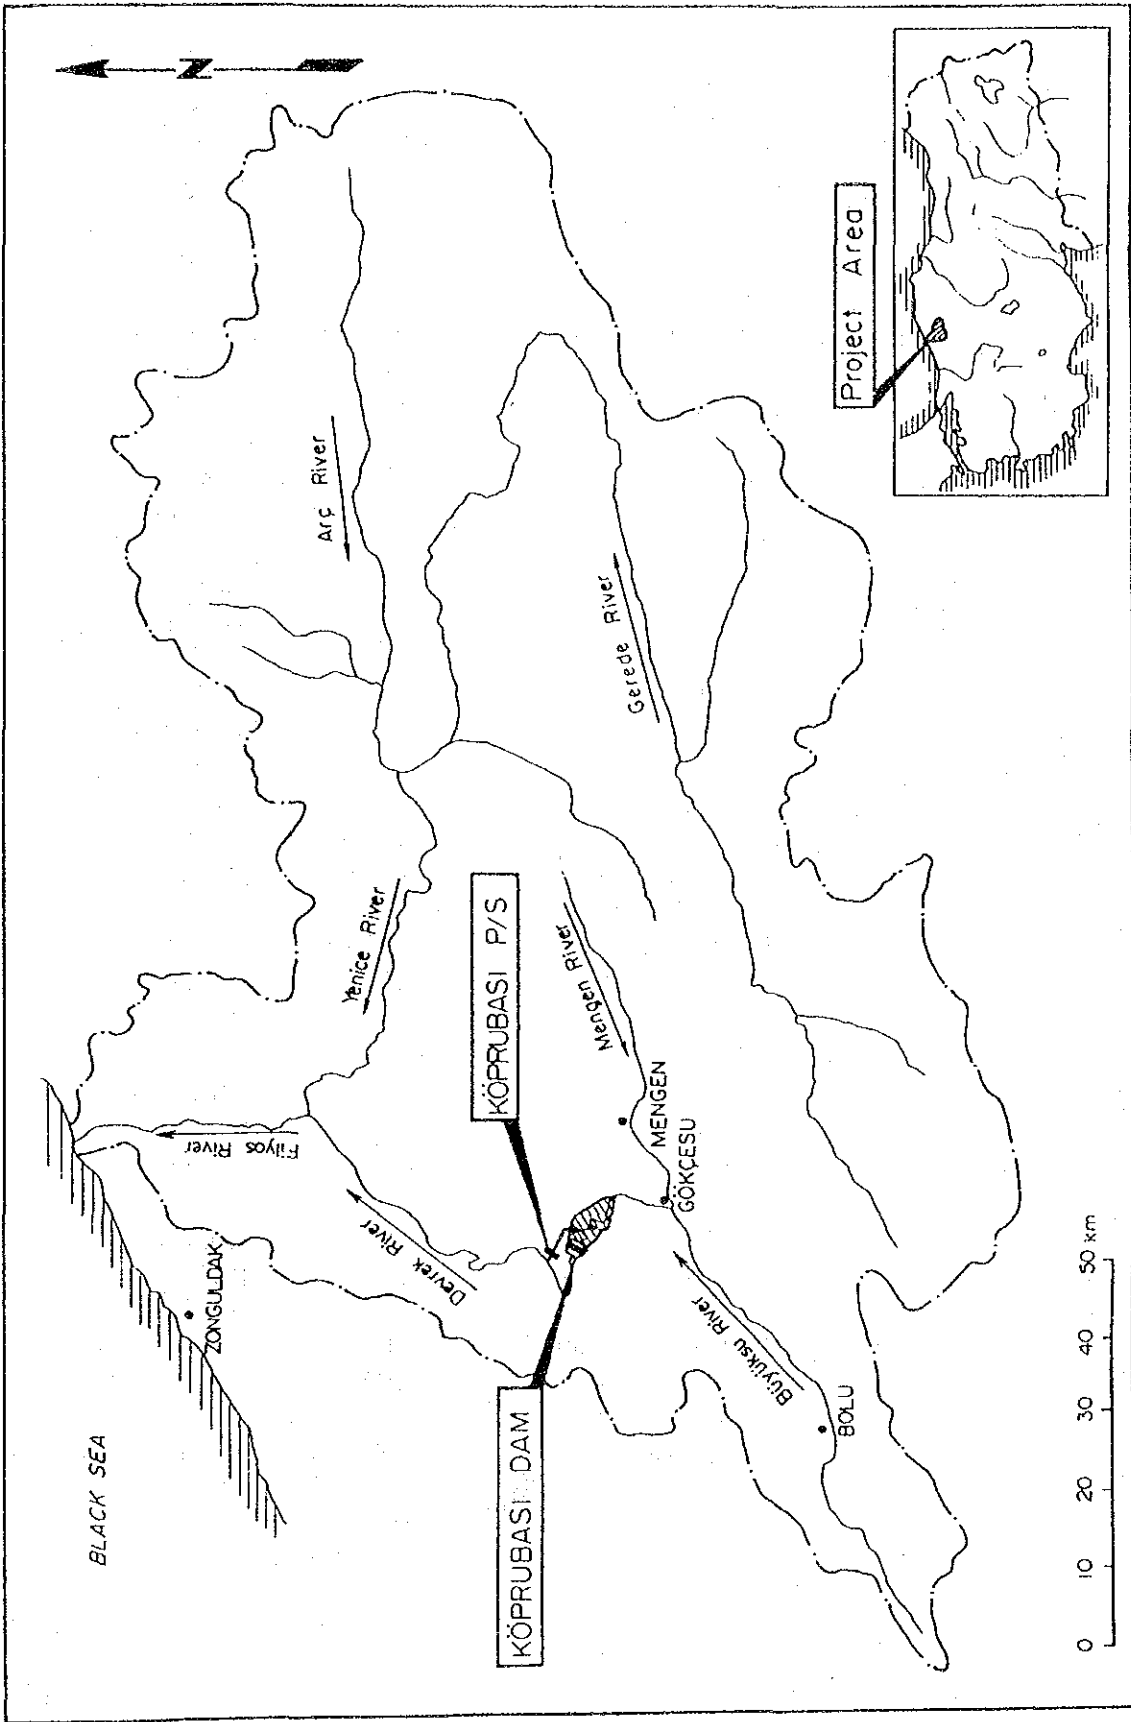 N
BLACK SEA
ZONGULDAK
Filyos River
Yenice River
Arç River
Devrek River
KÖPRUBASI P/S
KÖPRUBASI DAM
Mengen River
MENGEN
GÖKÇESU
Gerede River
Büyüksu River
BOLU
Project Area
0 10 20 30 40 50 km